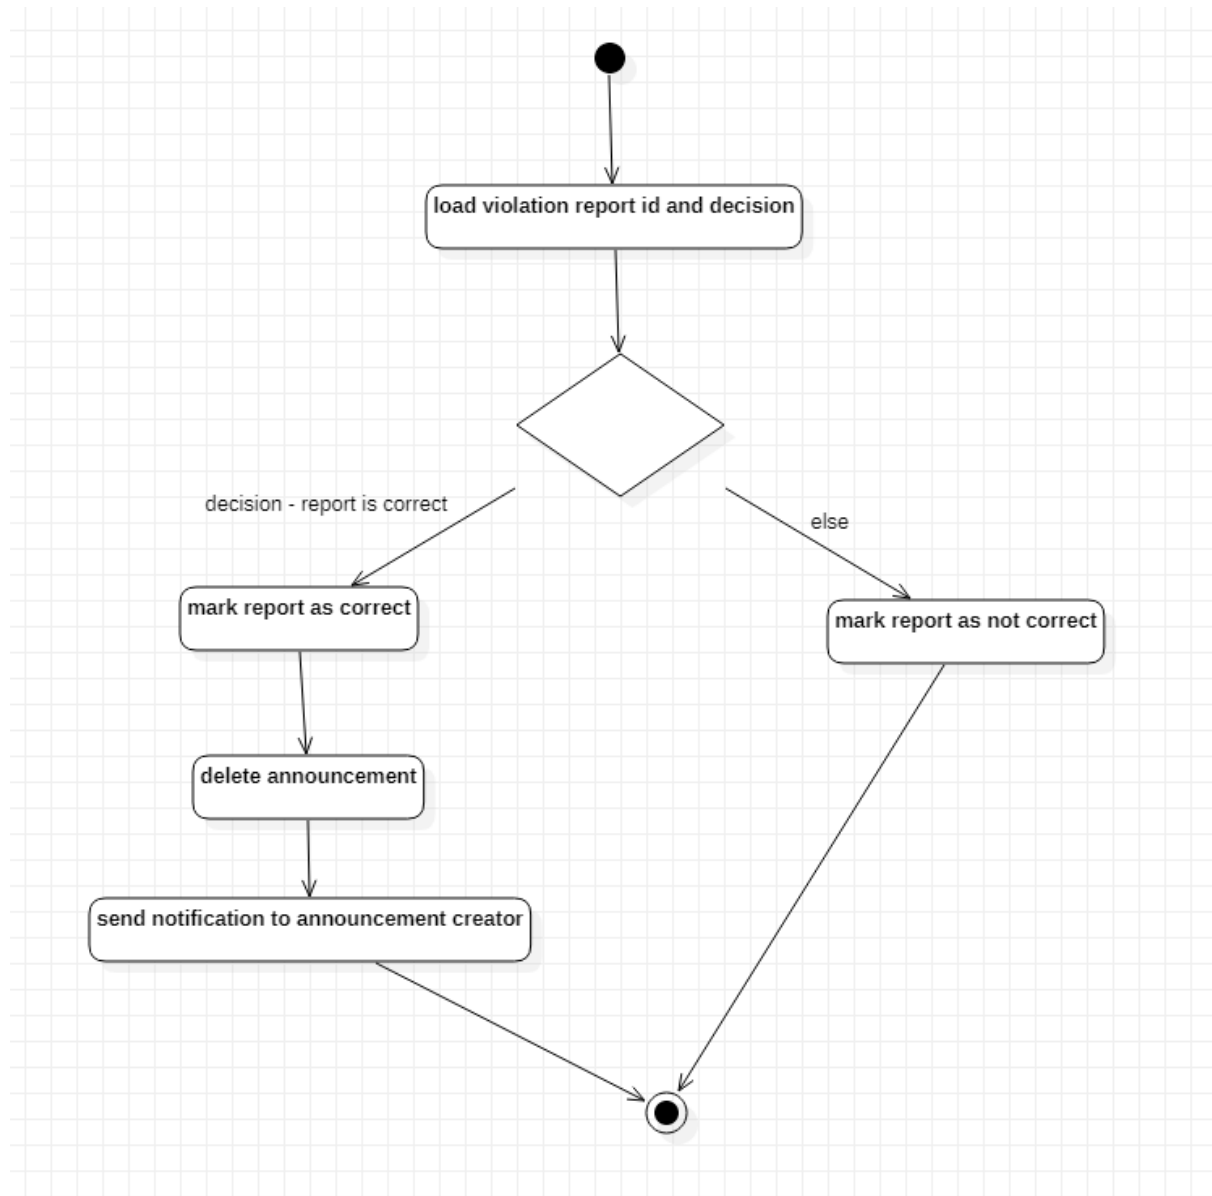 load violation report id and decision
decision - report is correct
else
mark report as correct
mark report as not correct
delete announcement
send notification to announcement creator